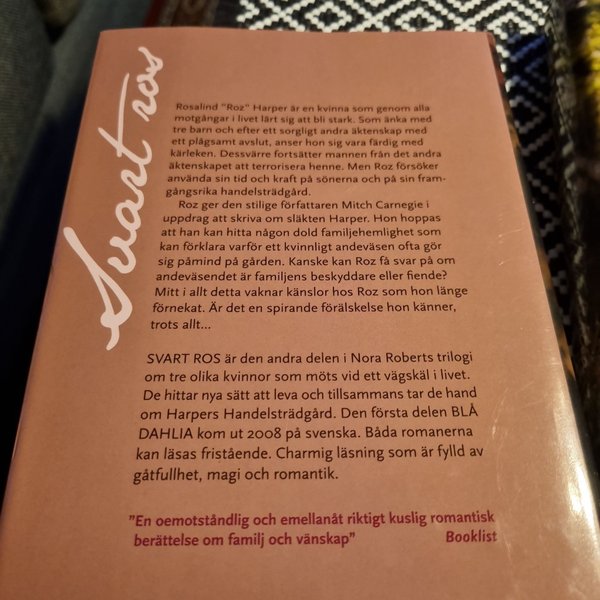 Svart ros
Rosalind "Roz" Harper är en kvinna som genom alla
motgångar i livet lärt sig att bli stark. Som änka med
tre barn och efter ett sorgligt andra äktenskap med
ett plågsamt avslut, anser hon sig vara färdig med
kärleken. Dessvärre fortsätter mannen från det andra
äktenskapet att terrorisera henne. Men Roz försöker
använda sin tid och kraft på sönerna och på sin fram-
gångsrika handelsträdgård.
Roz ger den stilige författaren Mitch Carnegie i
uppdrag att skriva om släkten Harper. Hon hoppas
att han kan hitta någon dold familjehemlighet som
kan förklara varför ett kvinnligt andeväsen ofta gör
sig påmind på gården. Kanske kan Roz få svar på om
andeväsendet är familjens beskyddare eller fiende?
Mitt i allt detta vaknar känslor hos Roz som hon länge
förnekat. Är det en spirande förälskelse hon känner,
trots allt...
SVART ROS är den andra delen i Nora Roberts trilogi
om tre olika kvinnor som möts vid ett vägskäl i livet.
De hittar nya sätt att leva och tillsammans tar de hand
om Harpers Handelsträdgård. Den första delen BLÅ
DAHLIA kom ut 2008 på svenska. Båda romanerna
kan läsas fristående. Charmig läsning som är fylld av
gåtfullhet, magi och romantik.
"En oemotståndlig och emellanåt riktigt kuslig romantisk
berättelse om familj och vänskap" Booklist